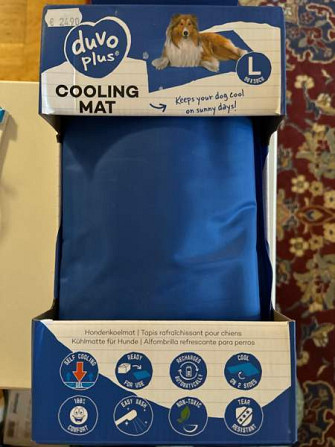 € 24.90
duvo
plus®
L
COOLING
MAT
Keeps your dog cool
on sunny days!
Hondenkoelmat | Tapis rafraîchissant pour chiens
Kühlmatte für Hunde | Alfombrilla refrescante para perros
SELF COOLING
READY
FOR USE
RECHARGES
AUTOMATICALLY
COOL
ON 2 SIDES
100%
COMFORT
EASY WASH
NON-TOXIC
TEAR
RESISTANT